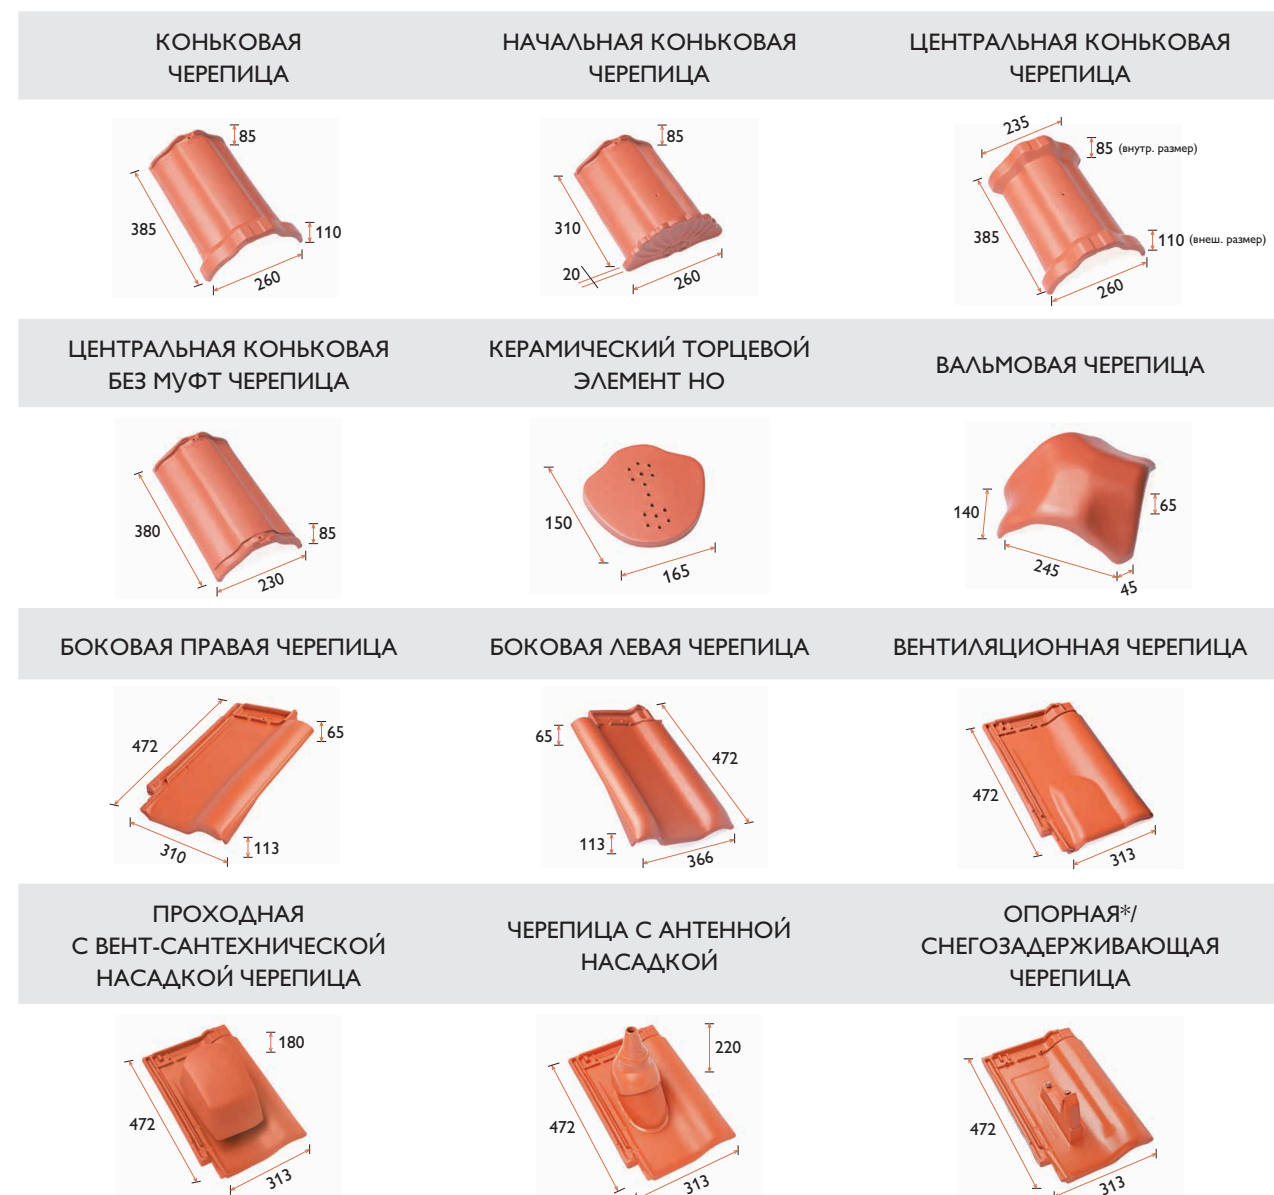 КОНЬКОВАЯ
ЧЕРЕПИЦА
НАЧАЛЬНАЯ КОНЬКОВАЯ
ЧЕРЕПИЦА
ЦЕНТРАЛЬНАЯ КОНЬКОВАЯ
ЧЕРЕПИЦА
85
385
110
260
85
310
20
260
235
85 (внутр. размер)
385
110 (внеш. размер)
260
ЦЕНТРАЛЬНАЯ КОНЬКОВАЯ
БЕЗ МУФТ ЧЕРЕПИЦА
КЕРАМИЧЕСКИЙ ТОРЦЕВОЙ
ЭЛЕМЕНТ НО
ВАЛЬМОВАЯ ЧЕРЕПИЦА
380
85
230
150
165
140
65
245
45
БОКОВАЯ ПРАВАЯ ЧЕРЕПИЦА
БОКОВАЯ ЛЕВАЯ ЧЕРЕПИЦА
ВЕНТИЛЯЦИОННАЯ ЧЕРЕПИЦА
472
65
310
113
65
472
113
366
472
313
ПРОХОДНАЯ
С ВЕНТ-САНТЕХНИЧЕСКОЙ
НАСАДКОЙ ЧЕРЕПИЦА
ЧЕРЕПИЦА С АНТЕННОЙ
НАСАДКОЙ
ОПОРНАЯ*/
СНЕГОЗАДЕРЖИВАЮЩАЯ
ЧЕРЕПИЦА
180
472
313
220
472
313
472
313